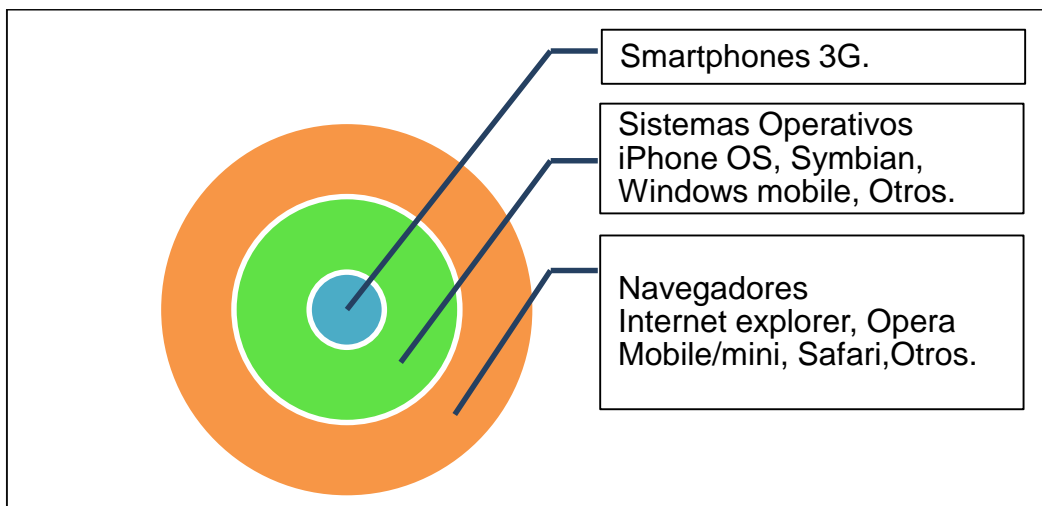 Smartphones 3G.
Sistemas Operativos
iPhone OS, Symbian,
Windows mobile, Otros.
Navegadores
Internet explorer, Opera
Mobile/mini, Safari,Otros.